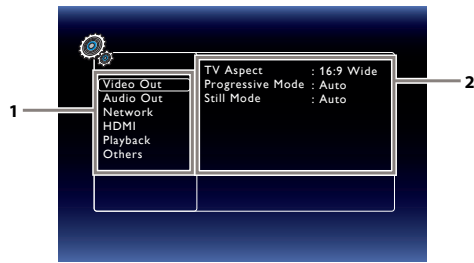 1
Video Out
Audio Out
Network
HDMI
Playback
Others
TV Aspect : 16:9 Wide
Progressive Mode : Auto
Still Mode : Auto
2